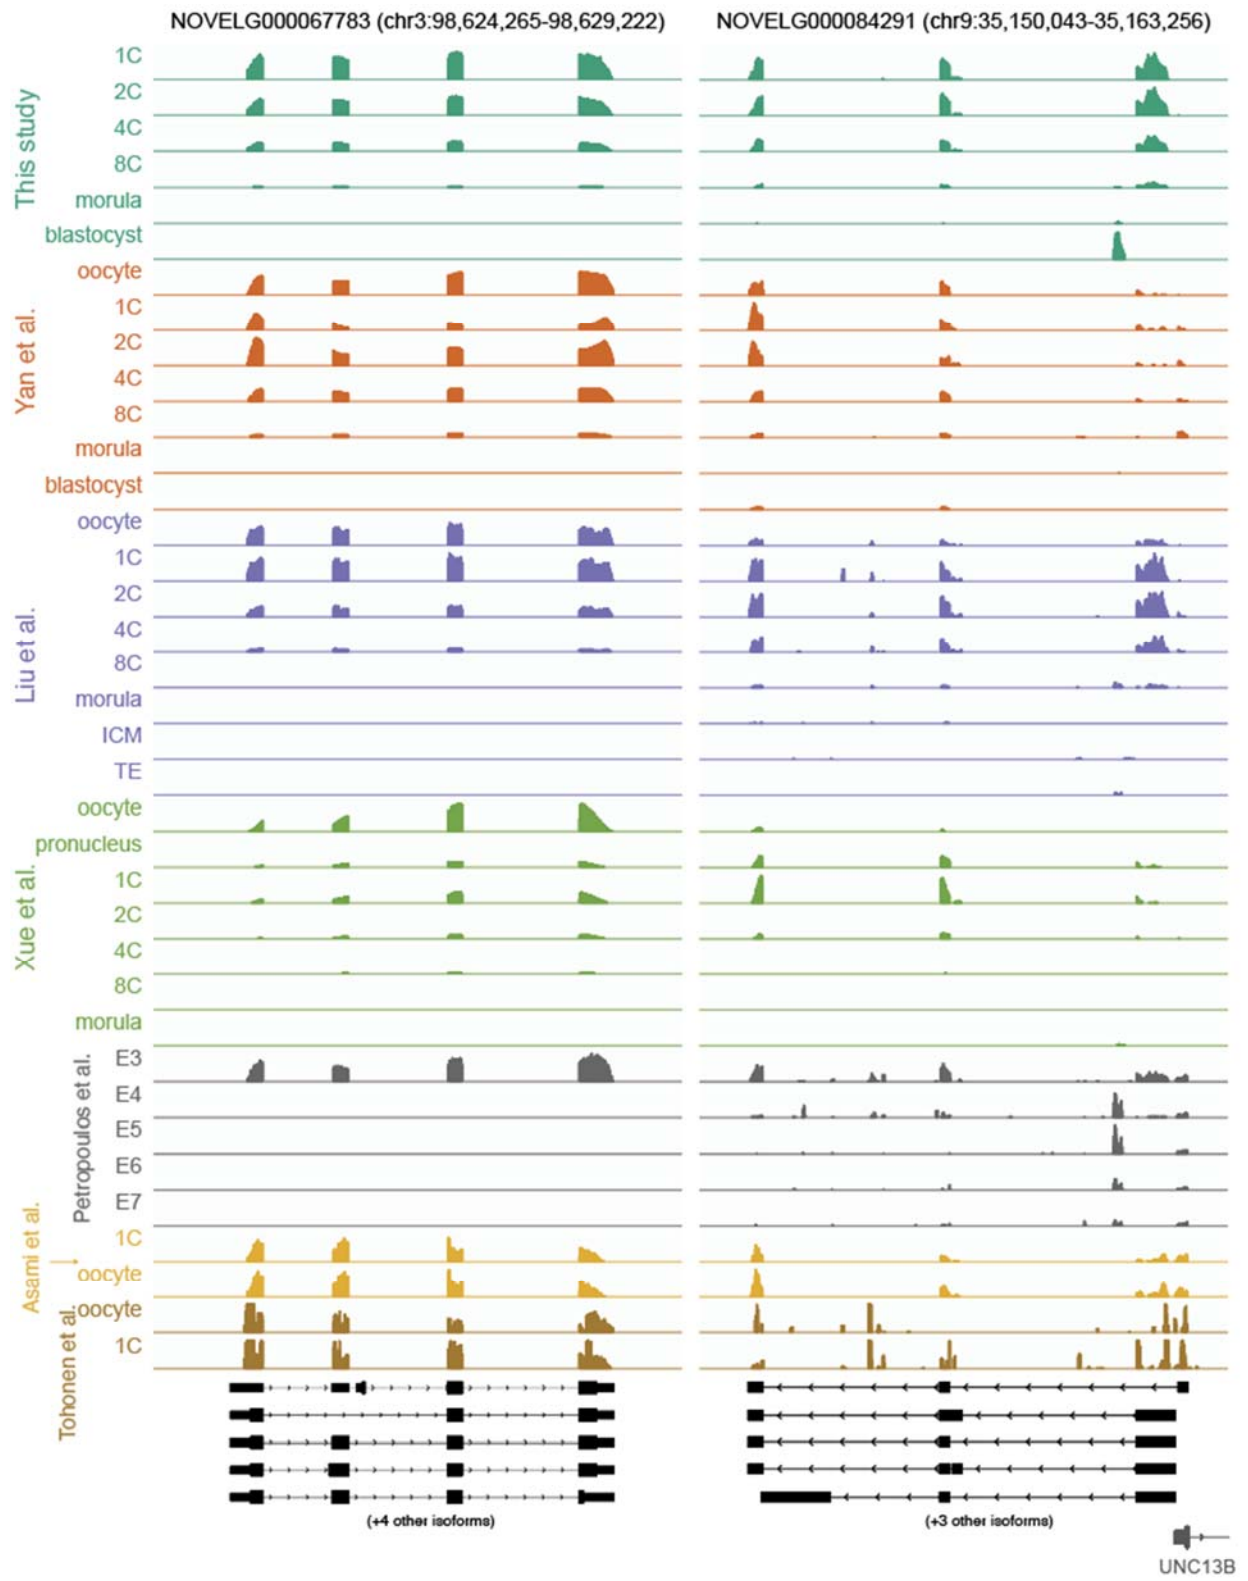 NOVELG000067783 (chr3:98,624,265-98,629,222)
NOVELG000084291 (chr9:35,150,043-35,163,256)
This study
1C
2C
4C
8C
morula
blastocyst
Yan et al.
oocyte
1C
2C
4C
8C
morula
blastocyst
Liu et al.
oocyte
1C
2C
4C
8C
morula
ICM
TE
Xue et al.
oocyte
pronucleus
1C
2C
4C
8C
morula
Petropoulos et al.
E3
E4
E5
E6
E7
Asami et al.
1C
oocyte
Tohonen et al.
oocyte
1C
(+4 other isoforms)
(+3 other isoforms)
UNC13B